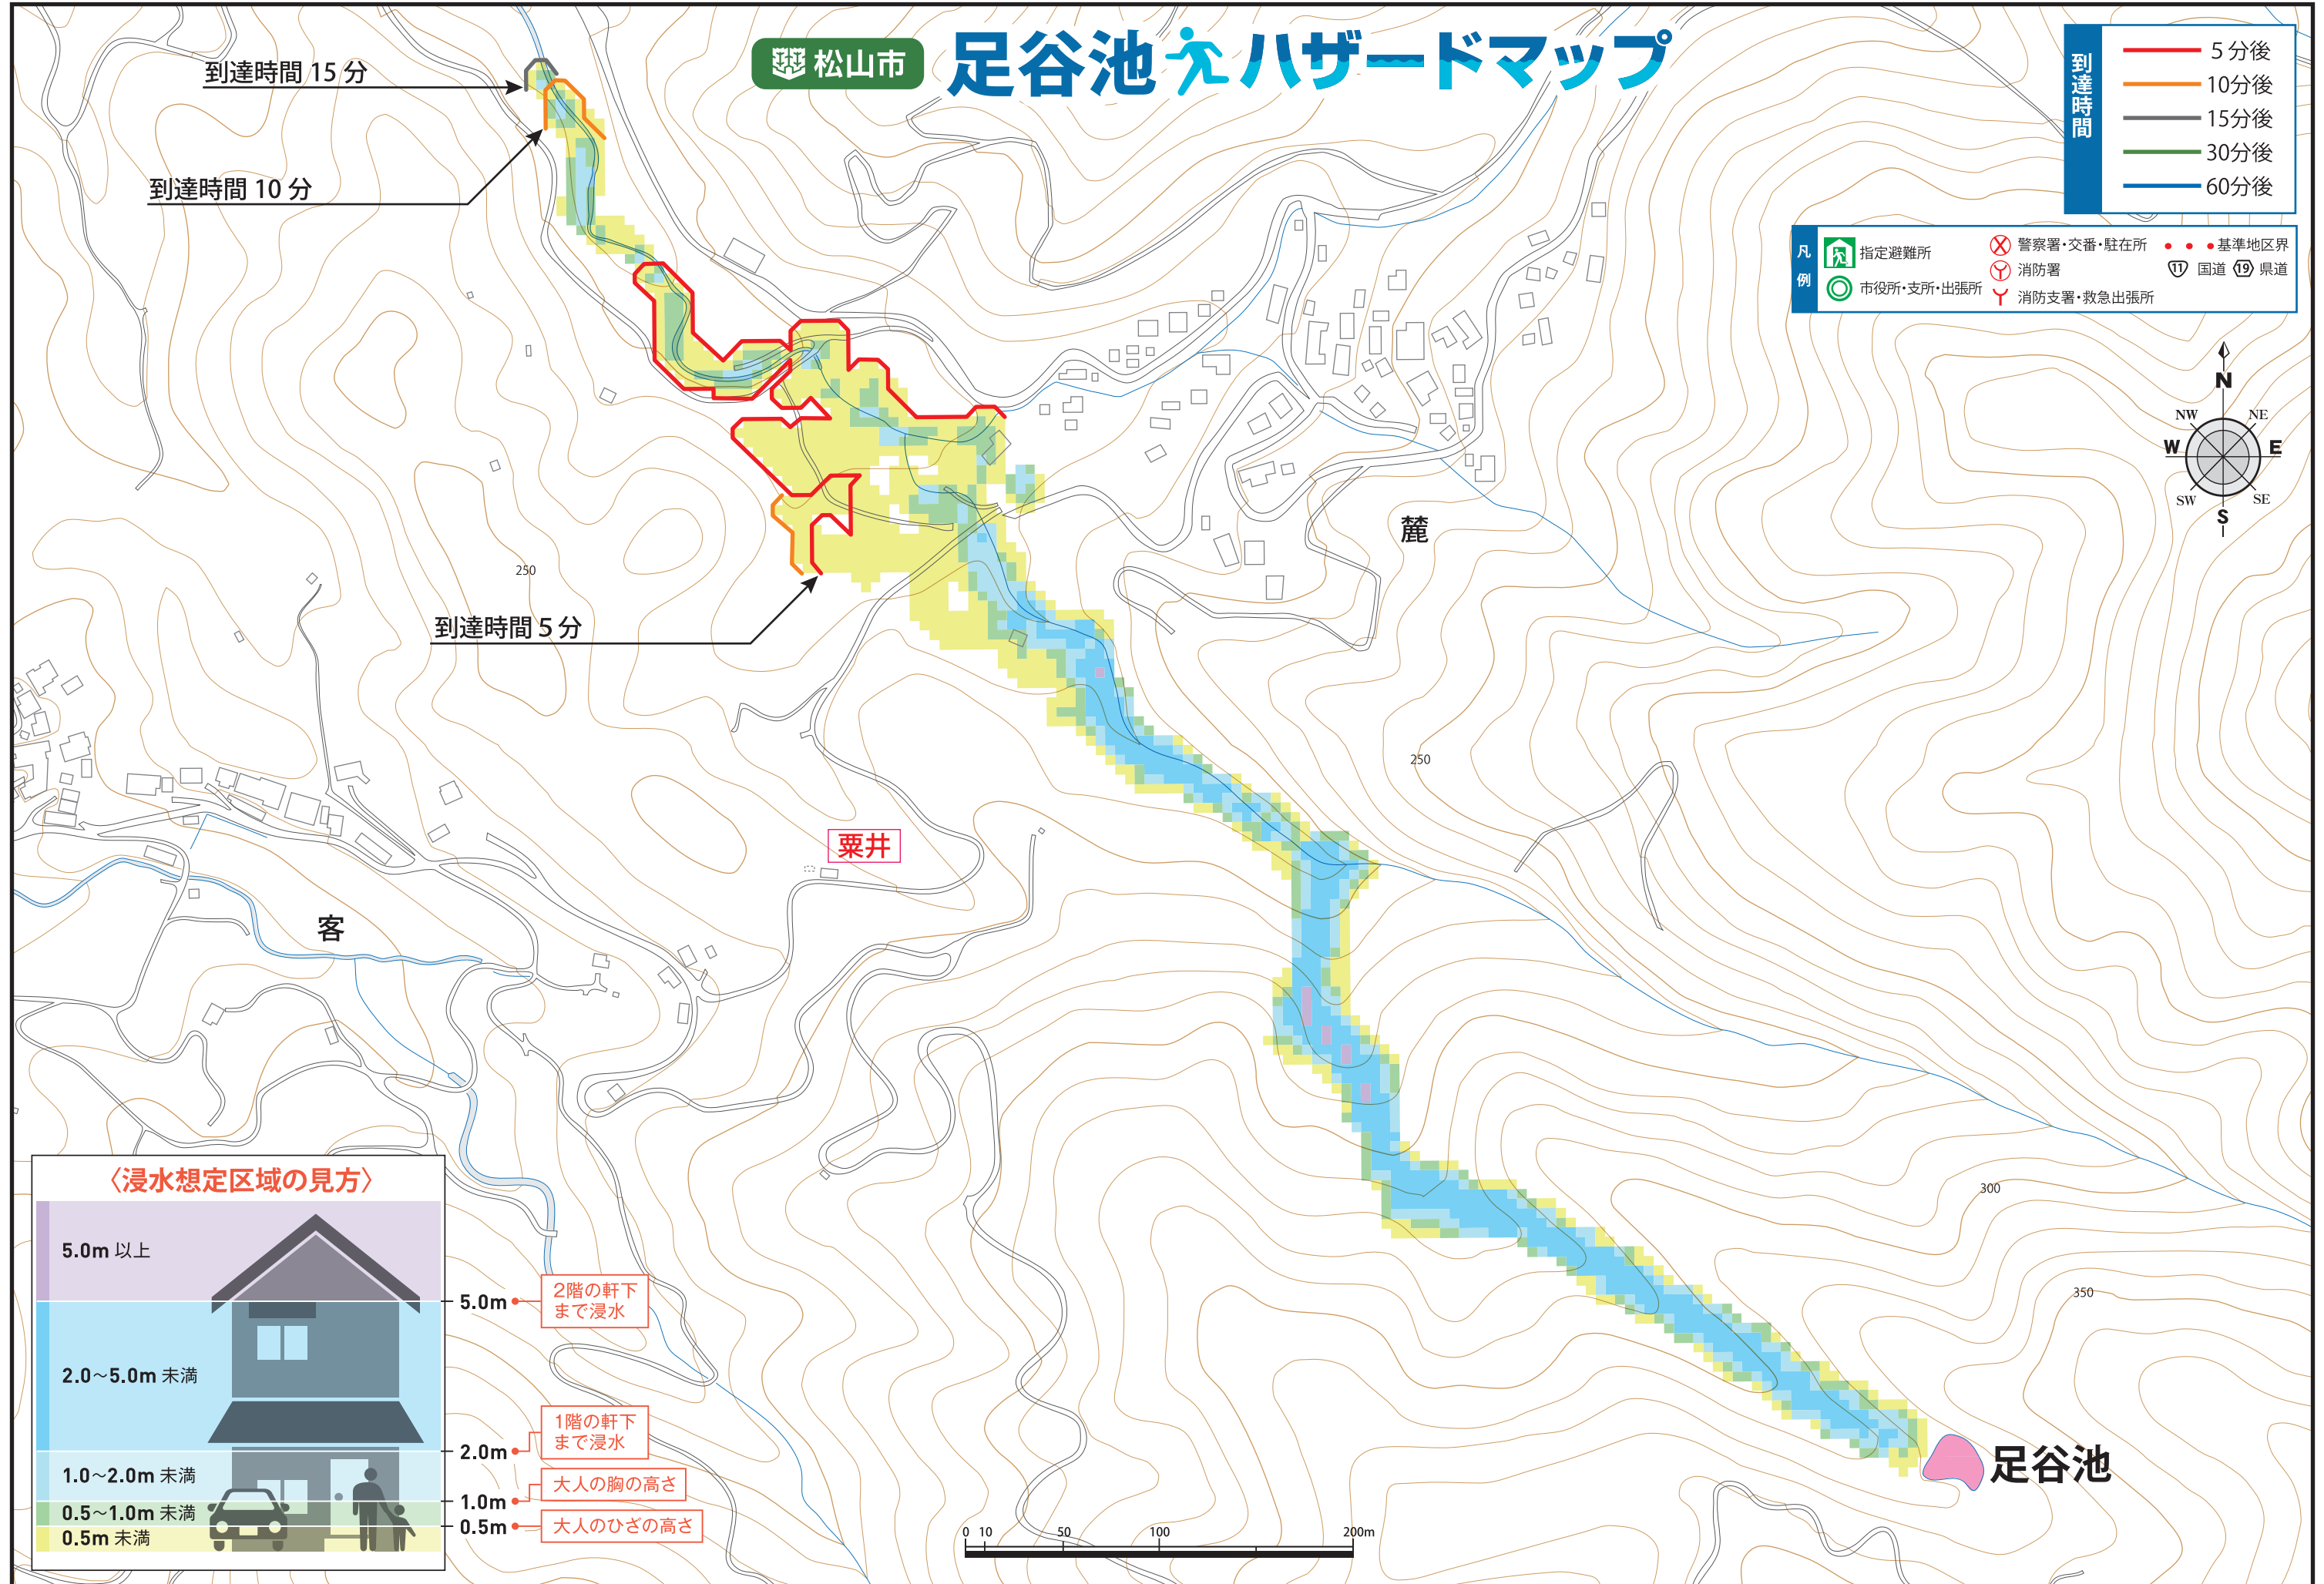 松山市
足谷池 ハザードマップ
到達時間
5分後
10分後
15分後
30分後
60分後
凡例
指定避難所
市役所・支所・出張所
警察署・交番・駐在所
消防署
消防支署・救急出張所
基準地区界
11 国道 19 県道
N
NW NE
W E
SW SE
S
到達時間 15 分
到達時間 10 分
250
麓
到達時間 5 分
250
粟井
客
300
350
足谷池
〈浸水想定区域の見方〉
5.0m 以上
2.0～5.0m 未満
1.0～2.0m 未満
0.5～1.0m 未満
0.5m 未満
5.0m
2階の軒下
まで浸水
2.0m
1階の軒下
まで浸水
1.0m
大人の胸の高さ
0.5m
大人のひざの高さ
0 10 50 100 200m